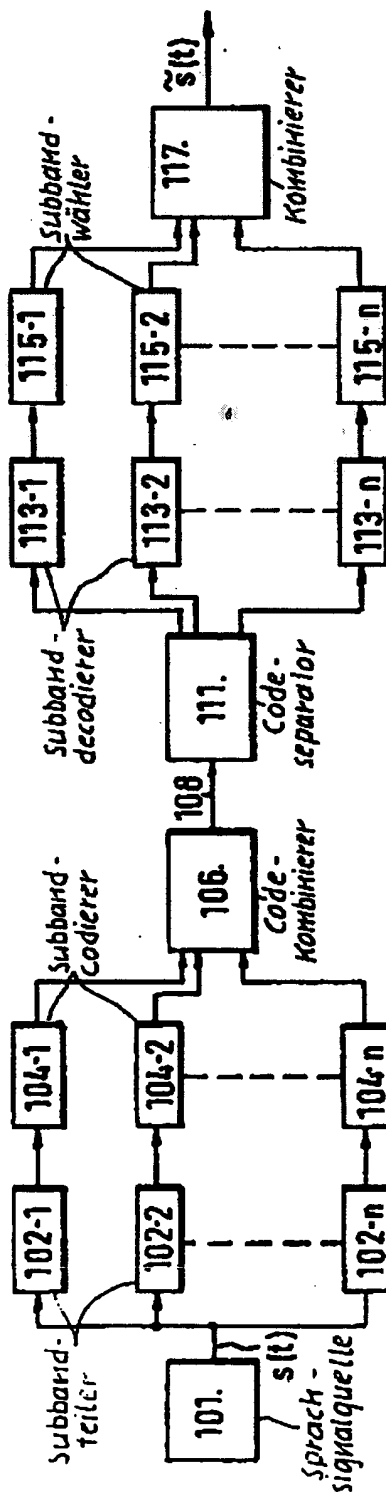 101.
Sprach-
signalquelle
s(t)
Subband-
teiler
102-1
102-2
102-n
Subband-
codierer
104-1
104-2
104-n
106.
Code-
Kombinierer
108
111.
Code-
separator
Subband-
decodierer
113-1
113-2
113-n
Subband-
wähler
115-1
115-2
115-n
117.
Kombinierer
s̃(t)